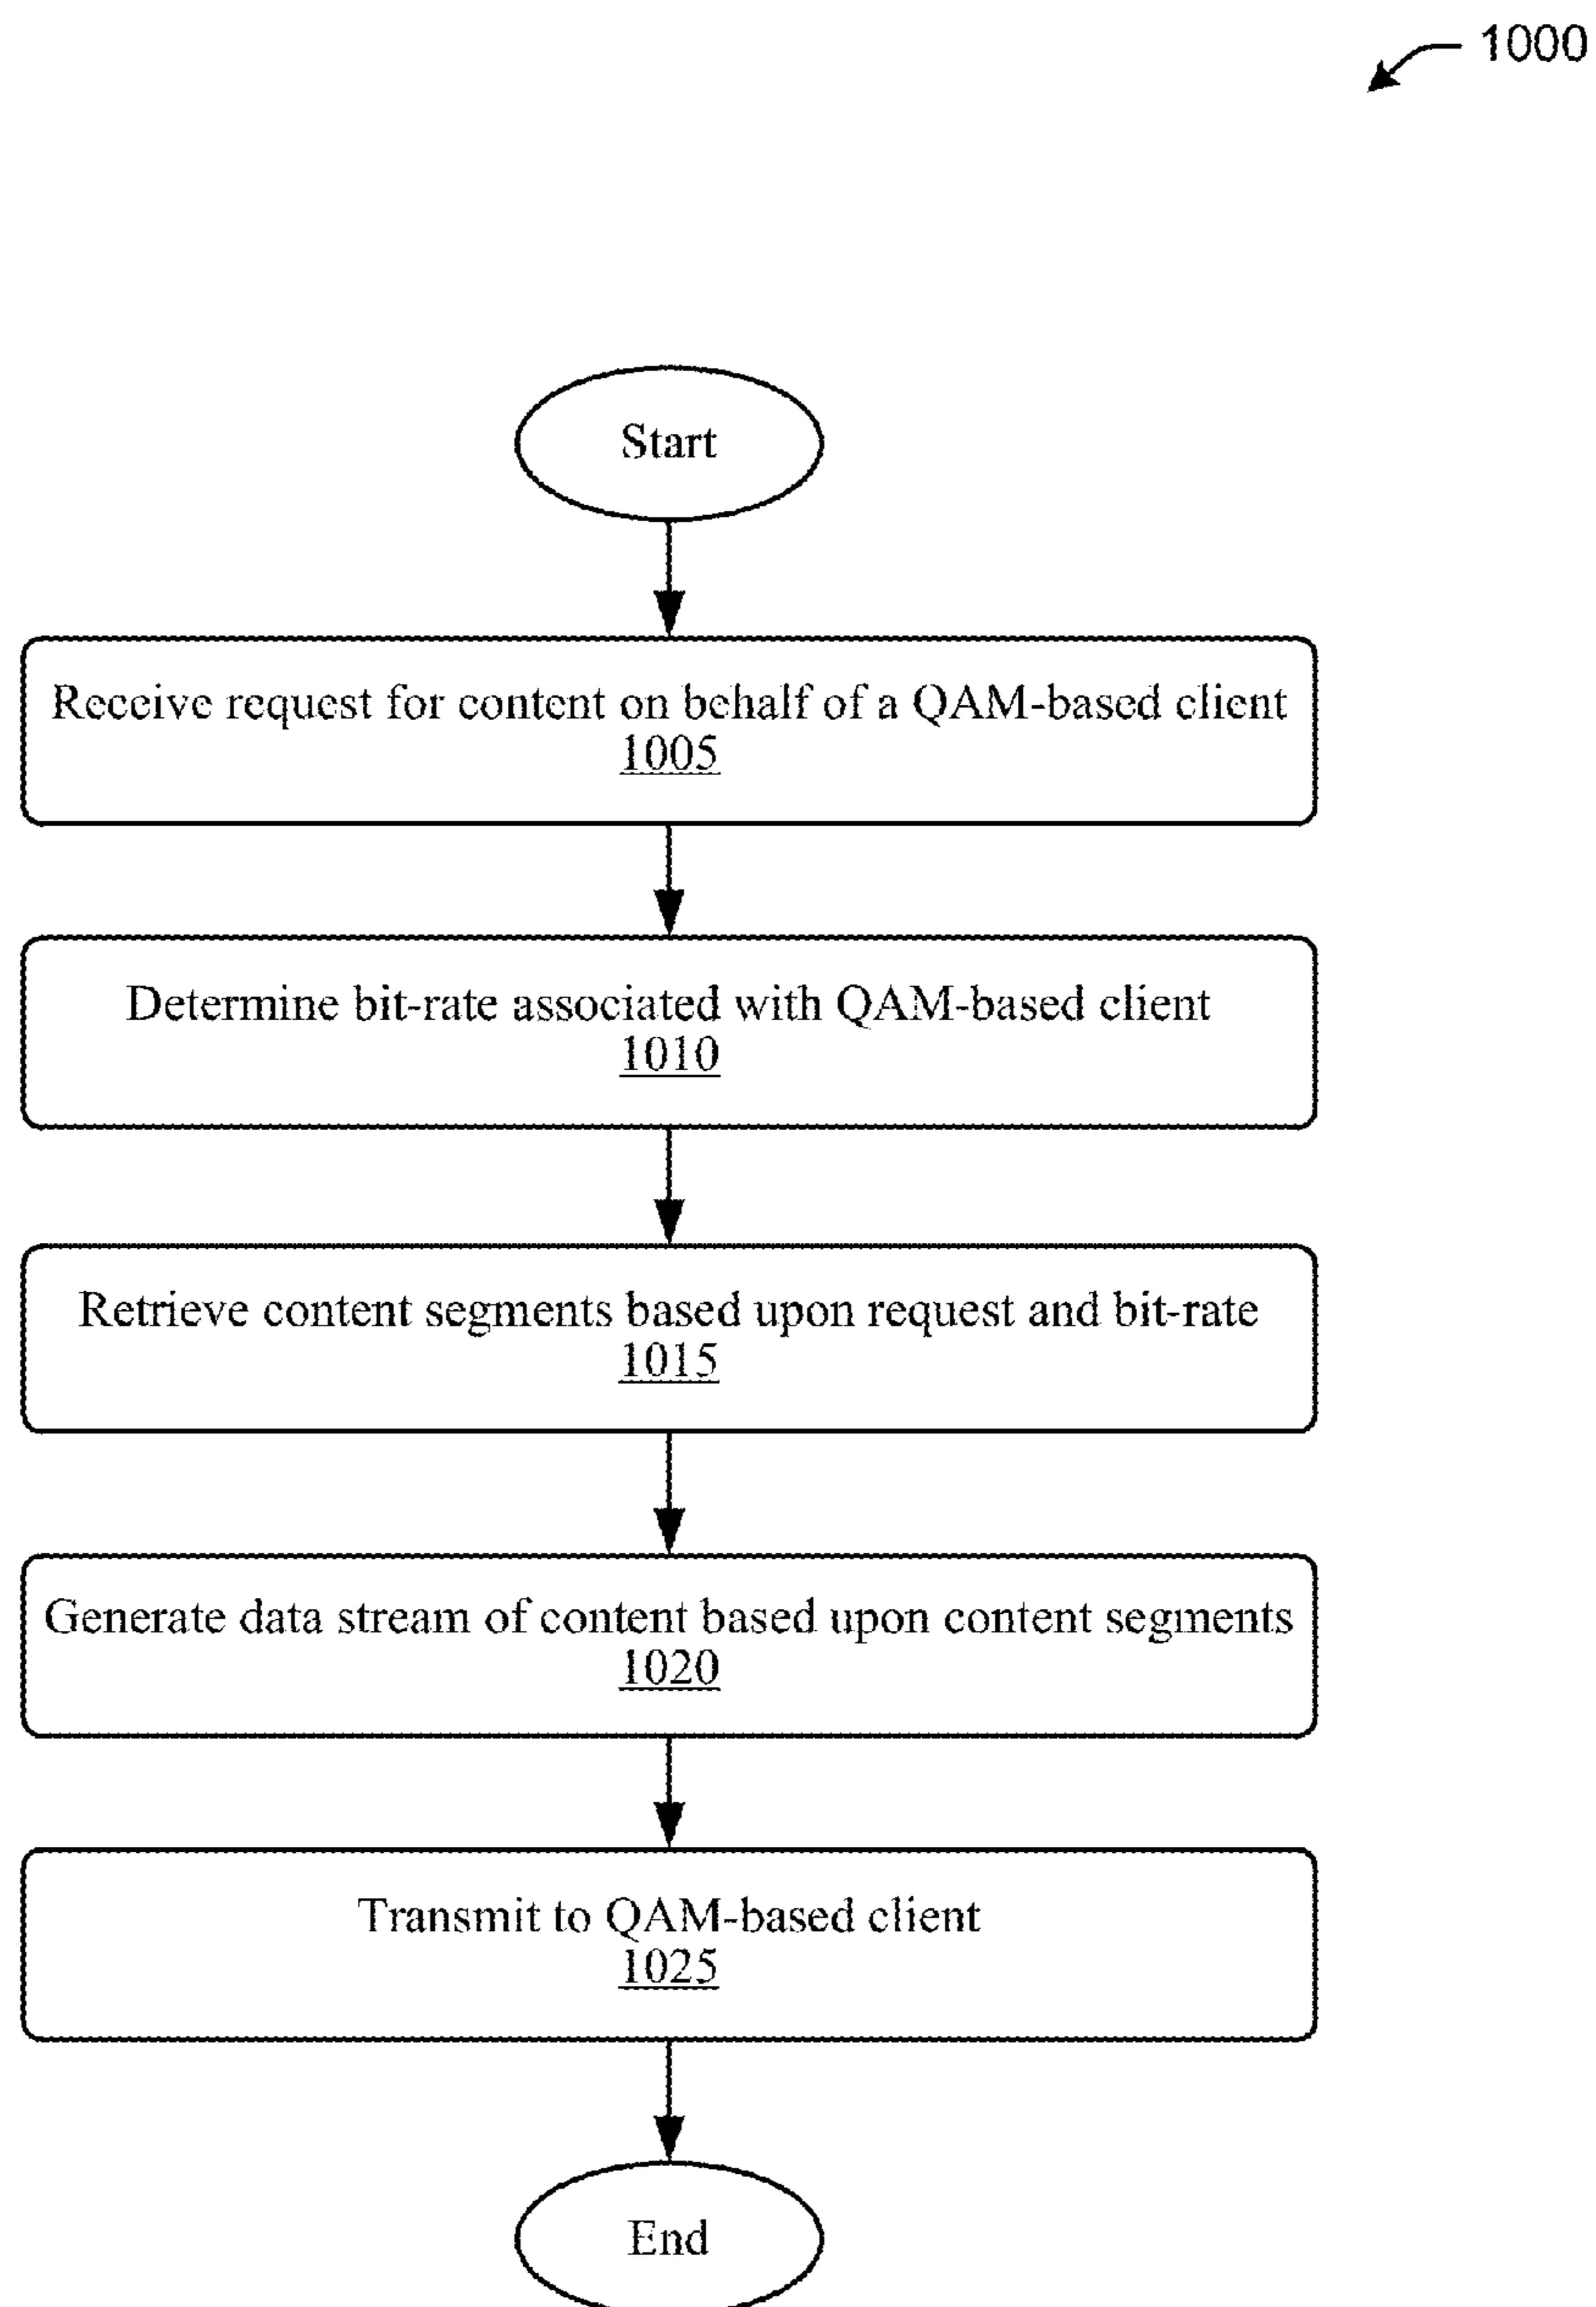 1000
Start
Receive request for content on behalf of a QAM-based client
1005
Determine bit-rate associated with QAM-based client
1010
Retrieve content segments based upon request and bit-rate
1015
Generate data stream of content based upon content segments
1020
Transmit to QAM-based client
1025
End